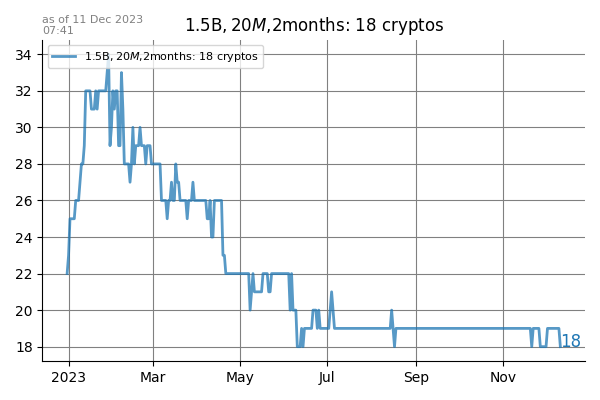 as of 11 Dec 2023
07:41
1.5B, 20M,2months: 18 cryptos
1.5B, 20M,2months: 18 cryptos
34
32
30
28
26
24
22
20
18
18
2023 Mar May Jul Sep Nov